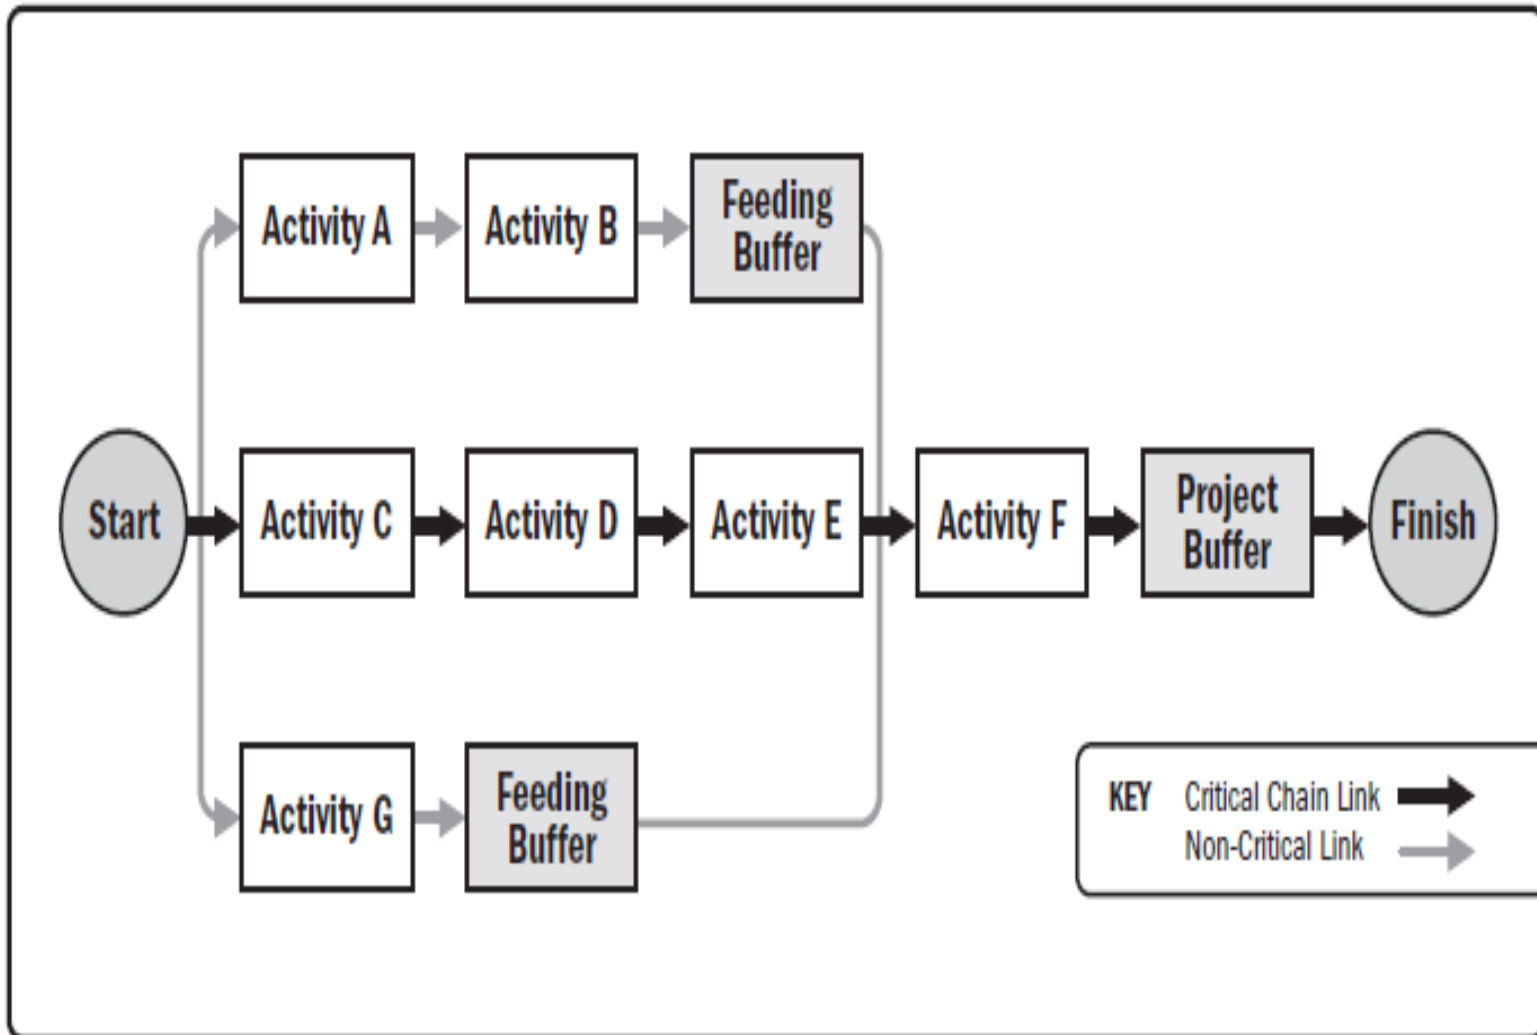 Activity A
Activity B
Feeding
Buffer
Start
Activity C
Activity D
Activity E
Activity F
Project
Buffer
Finish
Activity G
Feeding
Buffer
KEY Critical Chain Link
Non-Critical Link